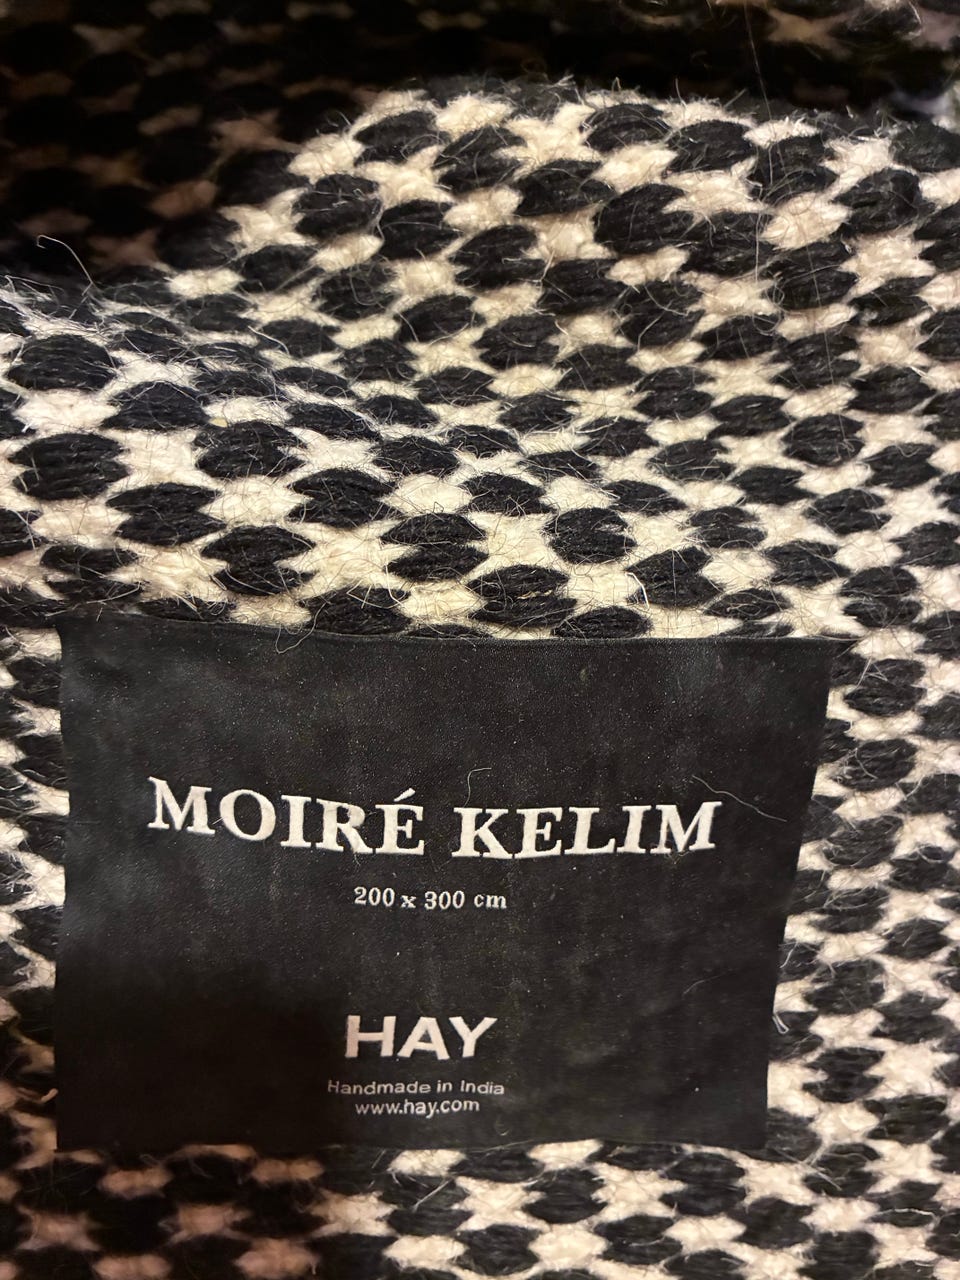 MOIRÉ KELIM
200 x 300 cm
HAY
Handmade in India
www.hay.com